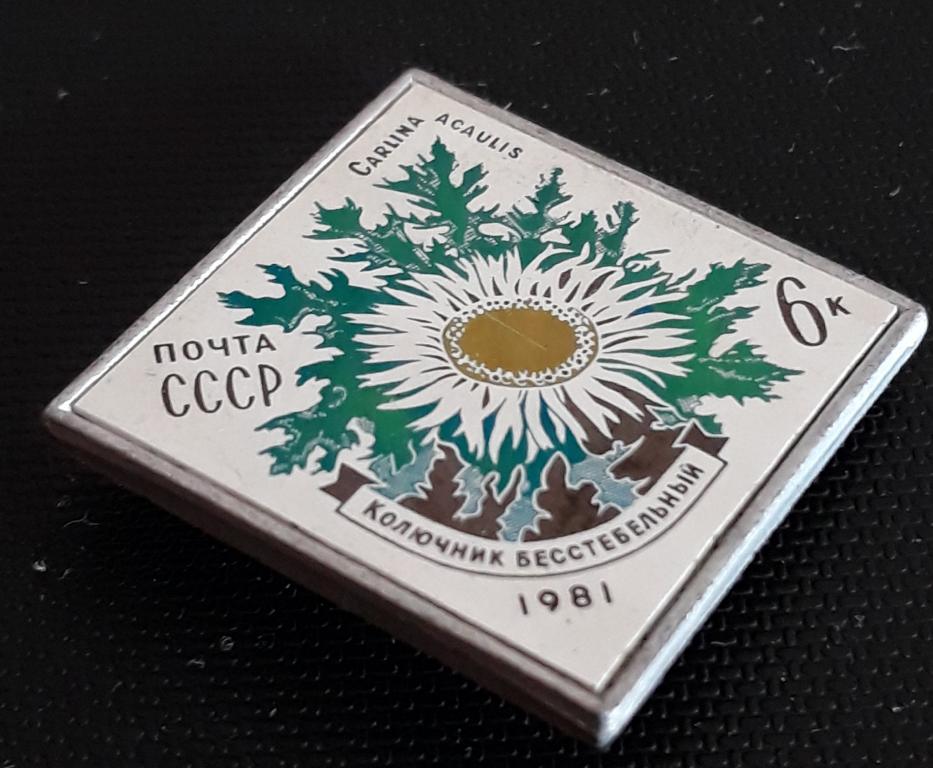 CARLINA ACAULIS
6к
ПОЧТА
СССР
КОЛЮЧНИК БЕССТЕБЕЛЬНЫЙ
1981